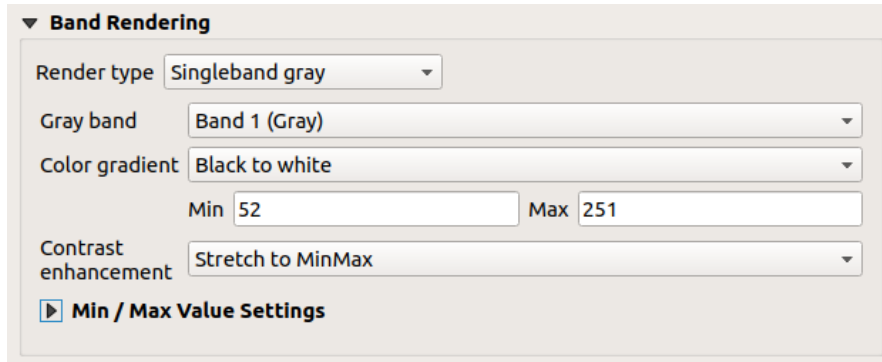 Band Rendering
Render type Singleband gray
Gray band Band 1 (Gray)
Color gradient Black to white
Min 52 Max 251
Contrast
enhancement Stretch to MinMax
Min / Max Value Settings